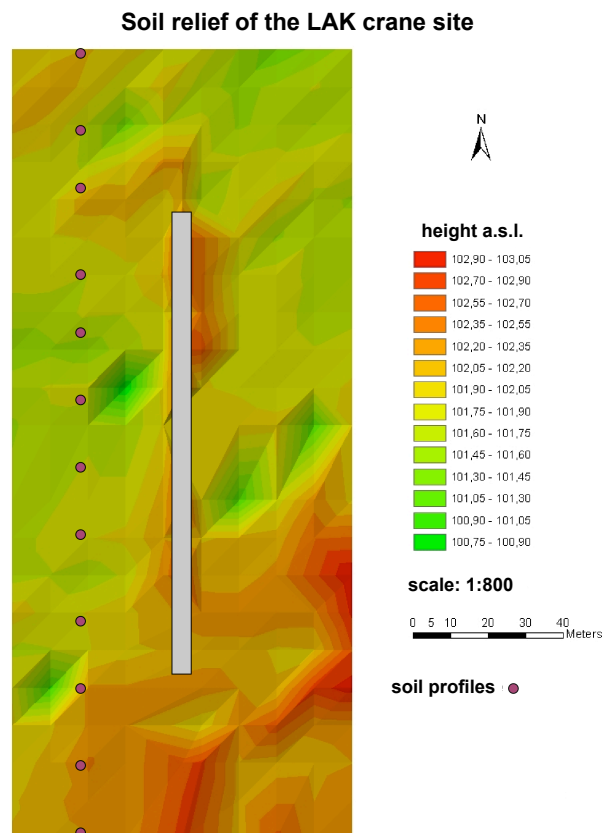 Soil relief of the LAK crane site
N
height a.s.l.
102,90 - 103,05
102,70 - 102,90
102,55 - 102,70
102,35 - 102,55
102,20 - 102,35
102,05 - 102,20
101,90 - 102,05
101,75 - 101,90
101,60 - 101,75
101,45 - 101,60
101,30 - 101,45
101,05 - 101,30
100,90 - 101,05
100,75 - 100,90
scale: 1:800
0 5 10 20 30 40
Meters
soil profiles